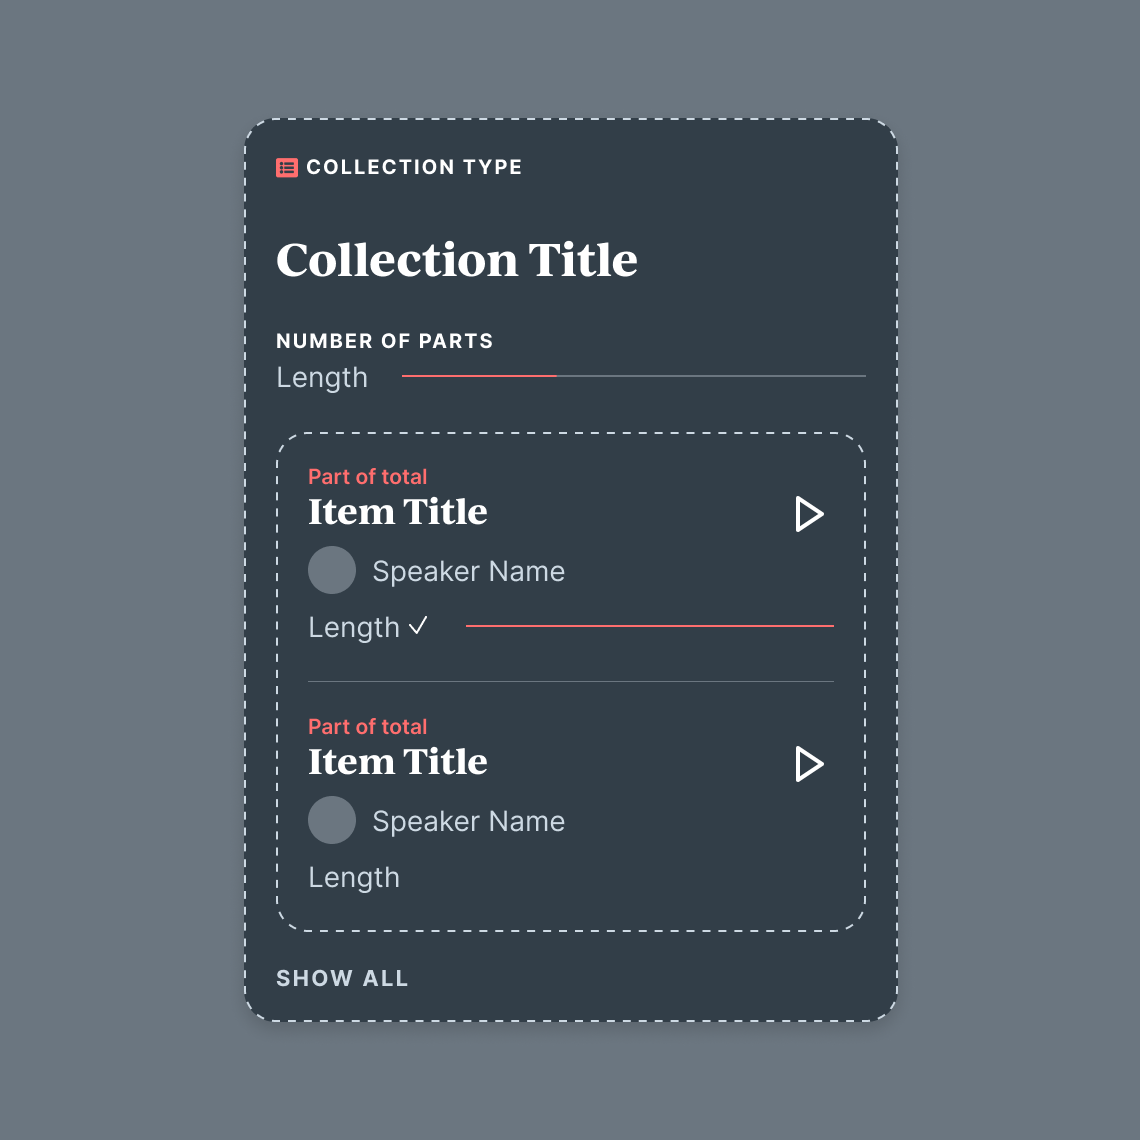 COLLECTION TYPE
Collection Title
NUMBER OF PARTS
Length
Part of total
Item Title
Speaker Name
Length
Part of total
Item Title
Speaker Name
Length
SHOW ALL